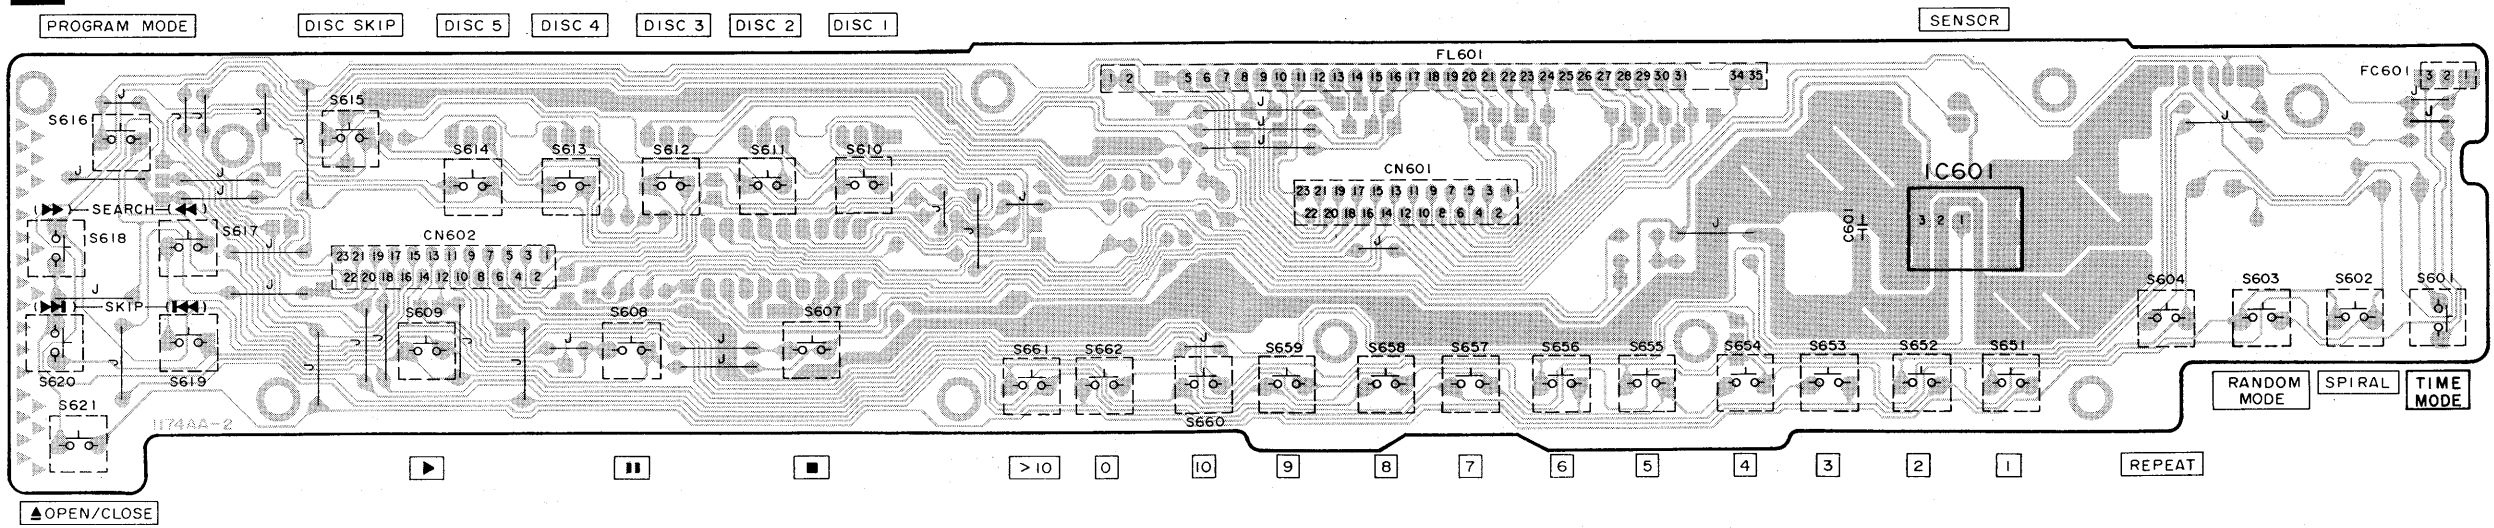 PROGRAM MODE DISC SKIP DISC 5 DISC 4 DISC 3 DISC 2 DISC 1 SENSOR
FL601
1 2 5 6 7 8 9 10 11 12 13 14 15 16 17 18 19 20 21 22 23 24 25 26 27 28 29 30 31 34 35
FC601 3 2 1
J J J J J J J J J J J
S616 S615
S614 S613 S612 S611 S610
CN601
23 21 19 17 15 13 11 9 7 5 3 1
22 20 18 16 14 12 10 8 6 4 2
IC601
3 2 1
C601
J J J J J J J J
(▶▶) SEARCH (◀◀)
S618 S617
CN602
23 21 19 17 15 13 11 9 7 5 3 1
22 20 18 16 14 12 10 8 6 4 2
J J
(▶▶|) SKIP (|◀◀)
S604 S603 S602 S601
S609 S608 S607
J J J J J J J J J
S661 S662 S659 S658 S657 S656 S655 S654 S653 S652 S651
S620 S619
S660
S621
1174AA-2
RANDOM MODE SPIRAL TIME MODE
▶ ▮▮ ■ >10 0 10 9 8 7 6 5 4 3 2 1 REPEAT
▲OPEN/CLOSE